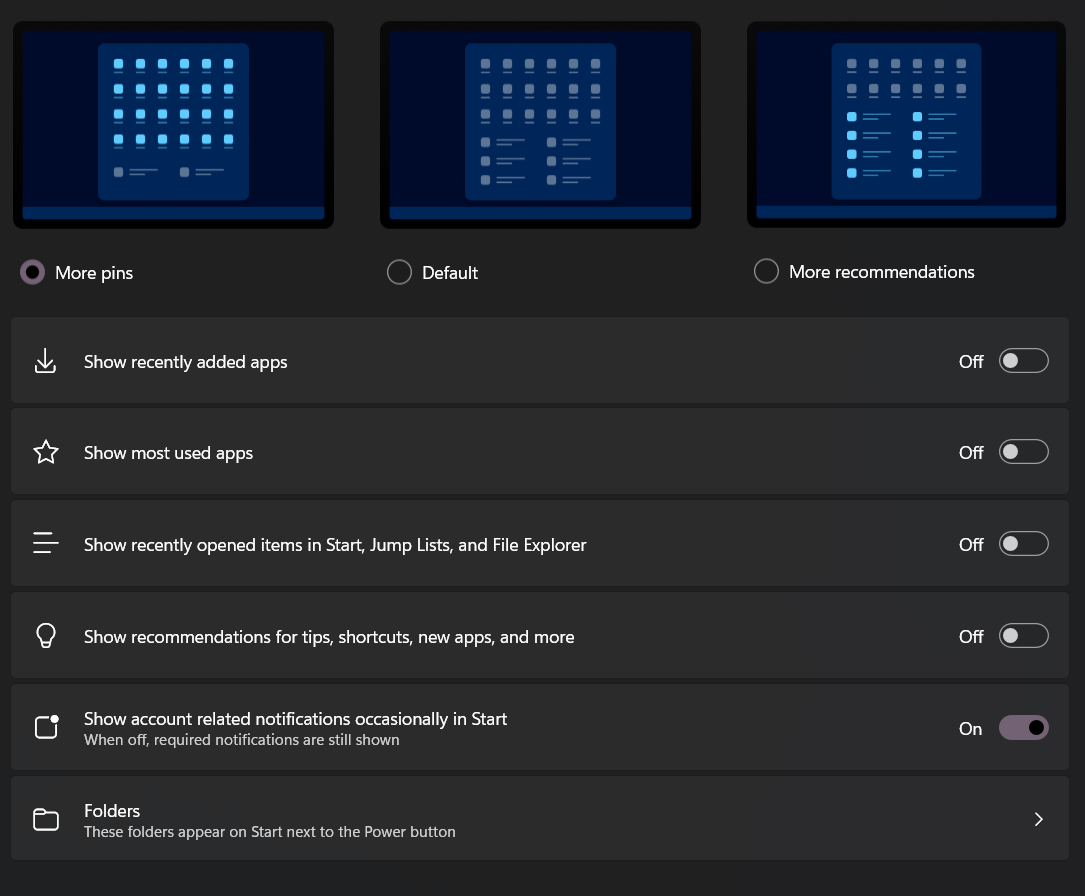 More pins
Default
More recommendations
Show recently added apps
Off
Show most used apps
Off
Show recently opened items in Start, Jump Lists, and File Explorer
Off
Show recommendations for tips, shortcuts, new apps, and more
Off
Show account related notifications occasionally in Start
When off, required notifications are still shown
On
Folders
These folders appear on Start next to the Power button